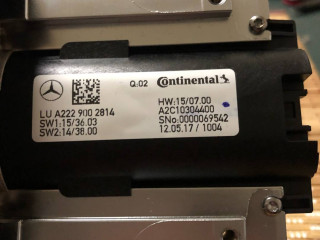 Q:02 Continental
LU A222 900 2814
SW1:15/36.03
SW2:14/38.00
HW:15/07.00
A2C10304400
SNo:0000069542
12.05.17 / 1004